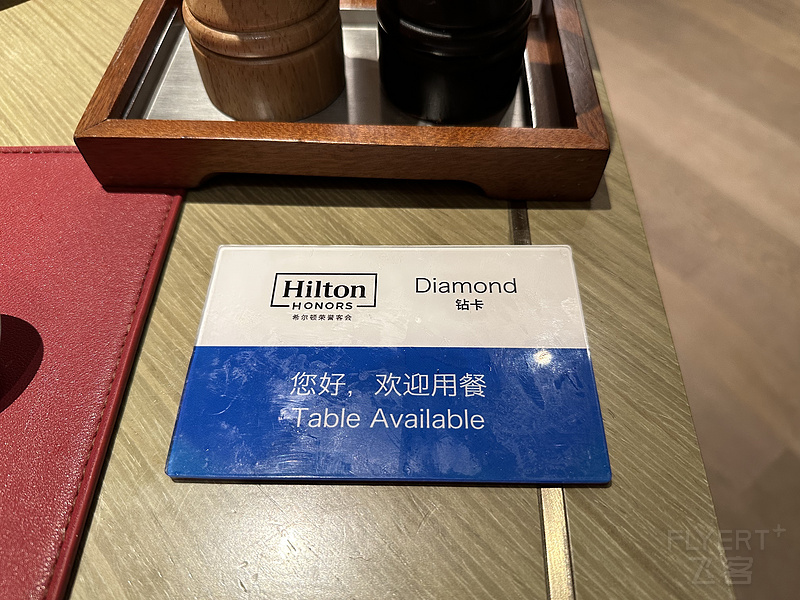 Hilton
HONORS
希尔顿荣誉客会
Diamond
钻卡
您好，欢迎用餐
Table Available
FLYERT+
飞客